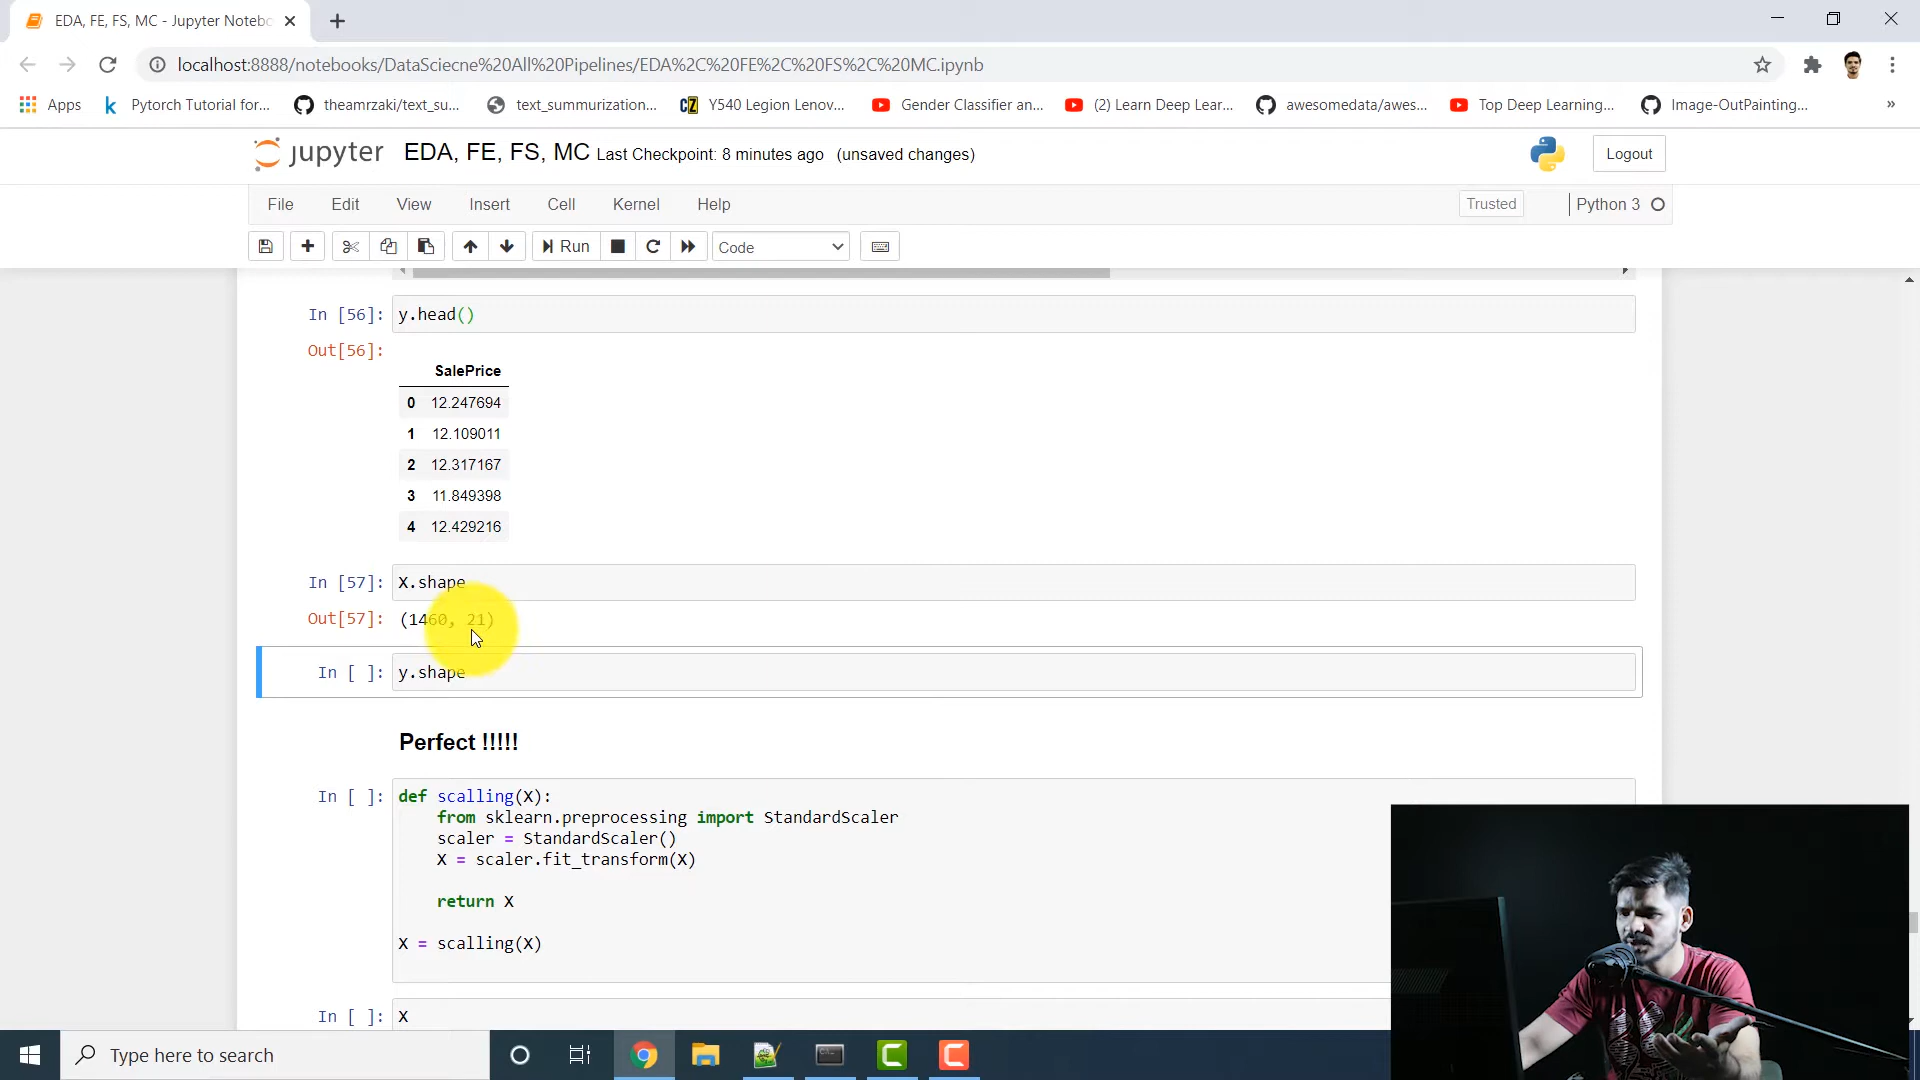 EDA, FE, FS, MC - Jupyter Notebo
localhost:8888/notebooks/DataSciecne%20All%20Pipelines/EDA%2C%20FE%2C%20FS%2C%20MC.ipynb
Apps Pytorch Tutorial for... theamrzaki/text_su... text_summurization... Y540 Legion Lenov... Gender Classifier an... (2) Learn Deep Lear... awesomedata/awes... Top Deep Learning... Image-OutPainting... »
jupyter EDA, FE, FS, MC Last Checkpoint: 8 minutes ago (unsaved changes) Logout
File Edit View Insert Cell Kernel Help Trusted Python 3
Run Code
In [56]: y.head()
Out[56]:
SalePrice
0 12.247694
1 12.109011
2 12.317167
3 11.849398
4 12.429216
In [57]: X.shape
Out[57]: (1460, 21)
In [ ]: y.shape
Perfect !!!!!
In [ ]: def scalling(X):
from sklearn.preprocessing import StandardScaler
scaler = StandardScaler()
X = scaler.fit_transform(X)
return X
X = scalling(X)
In [ ]: X
Type here to search